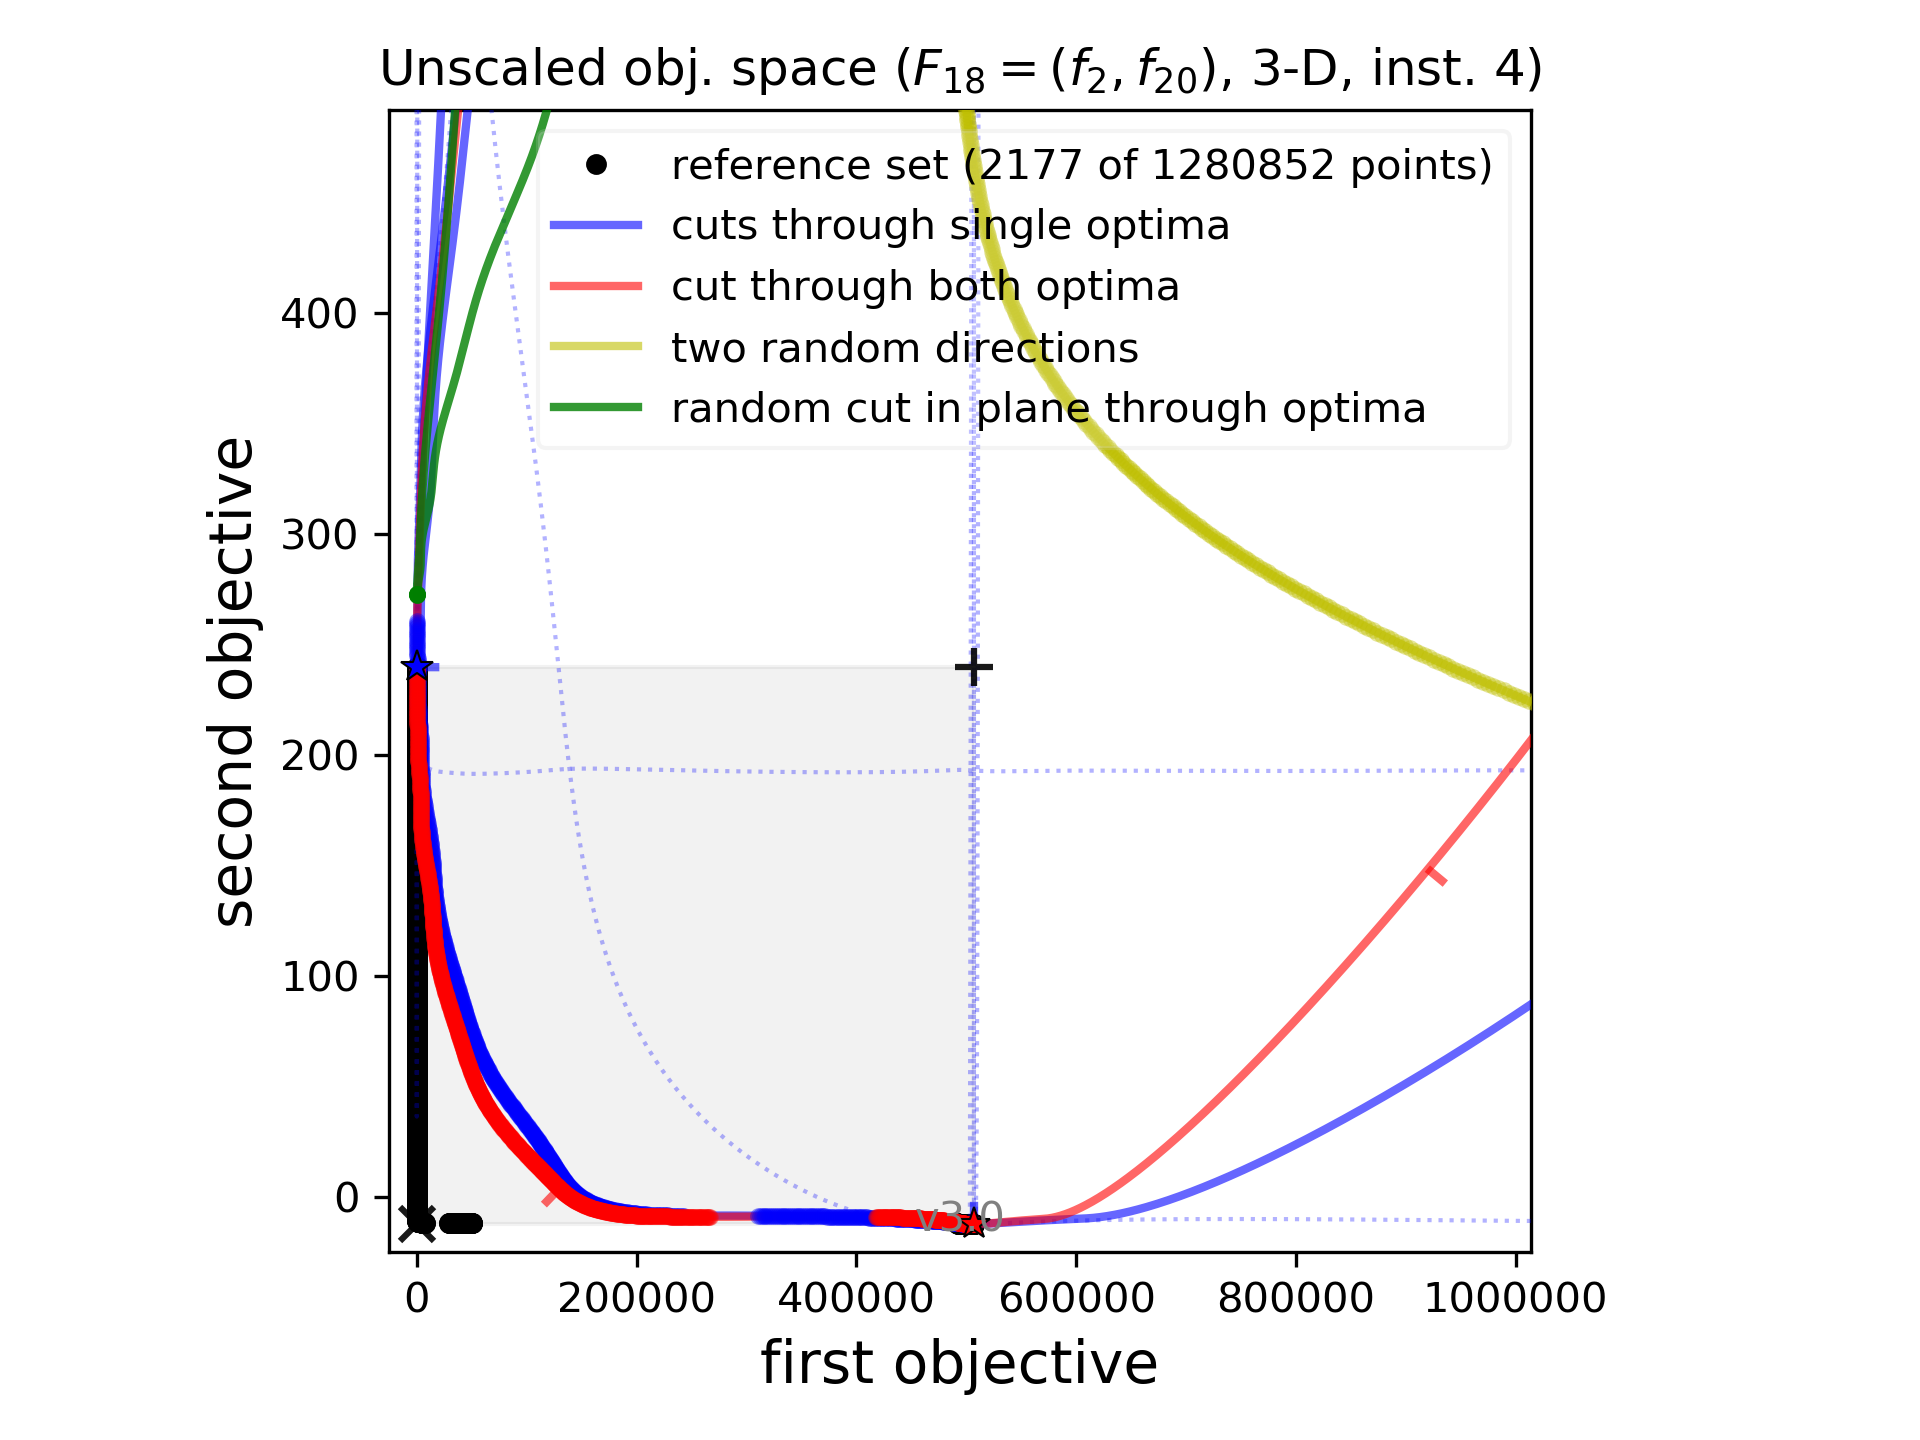 Unscaled obj. space (F18 = (f2, f20), 3-D, inst. 4)
reference set (2177 of 1280852 points)
cuts through single optima
cut through both optima
two random directions
random cut in plane through optima
second objective
400
300
200
100
0
v3.0
0 200000 400000 600000 800000 1000000
first objective